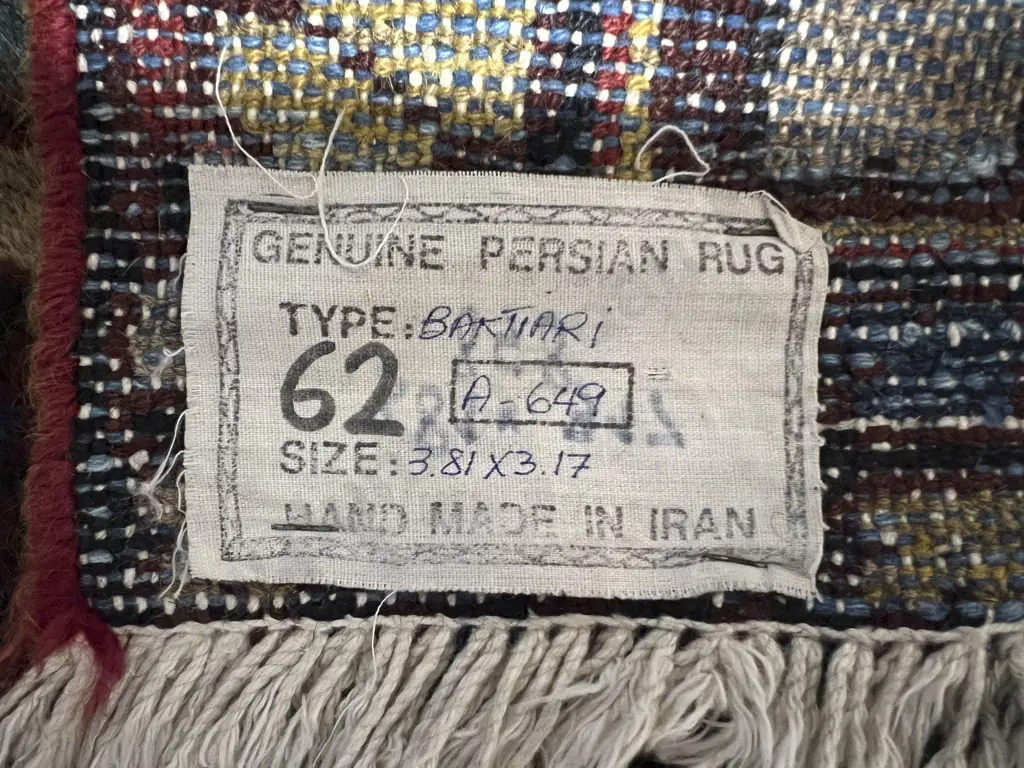 GENUINE PERSIAN RUG
TYPE: BAKTIARI
62 A-649
SIZE: 3.81 X 3.17
HAND MADE IN IRAN